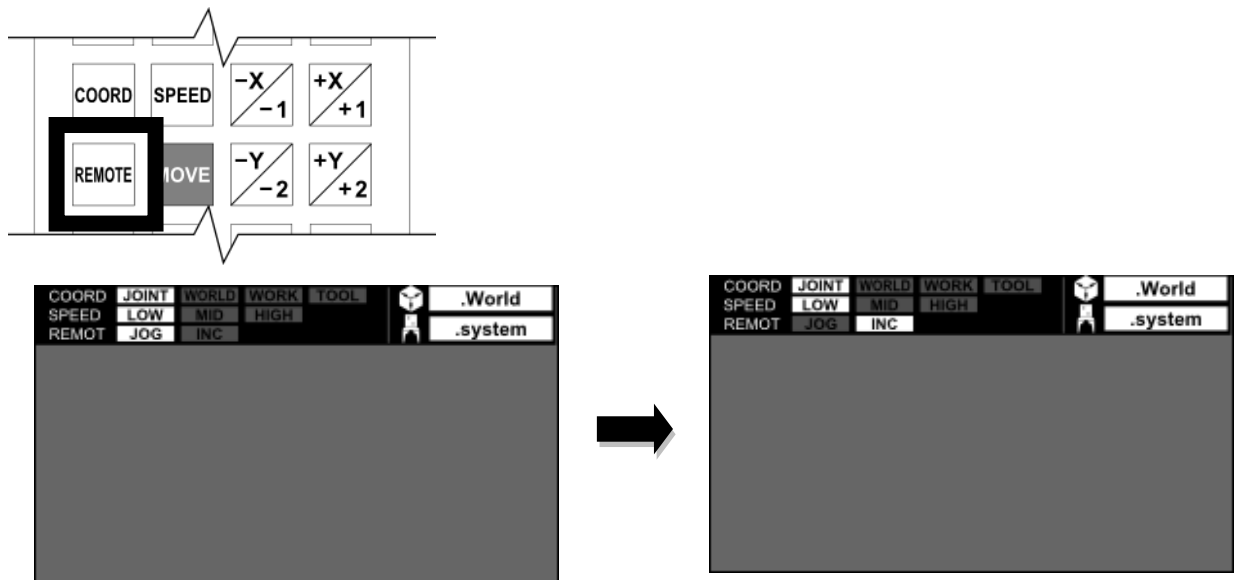 COORD SPEED -X -1 +X +1
REMOTE MOVE -Y -2 +Y +2
COORD JOINT WORLD WORK TOOL .World
SPEED LOW MID HIGH
REMOT JOG INC .system
COORD JOINT WORLD WORK TOOL .World
SPEED LOW MID HIGH
REMOT JOG INC .system